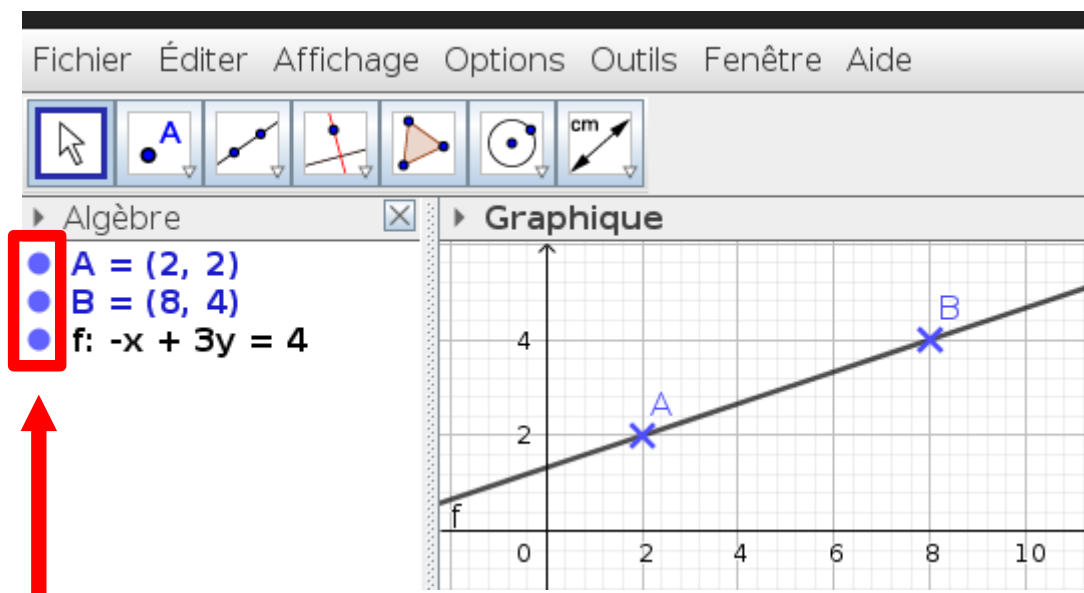 Fichier Éditer Affichage Options Outils Fenêtre Aide
A
cm
Algèbre
Graphique
A = (2, 2)
B = (8, 4)
f: -x + 3y = 4
B
4
A
2
f
0 2 4 6 8 10